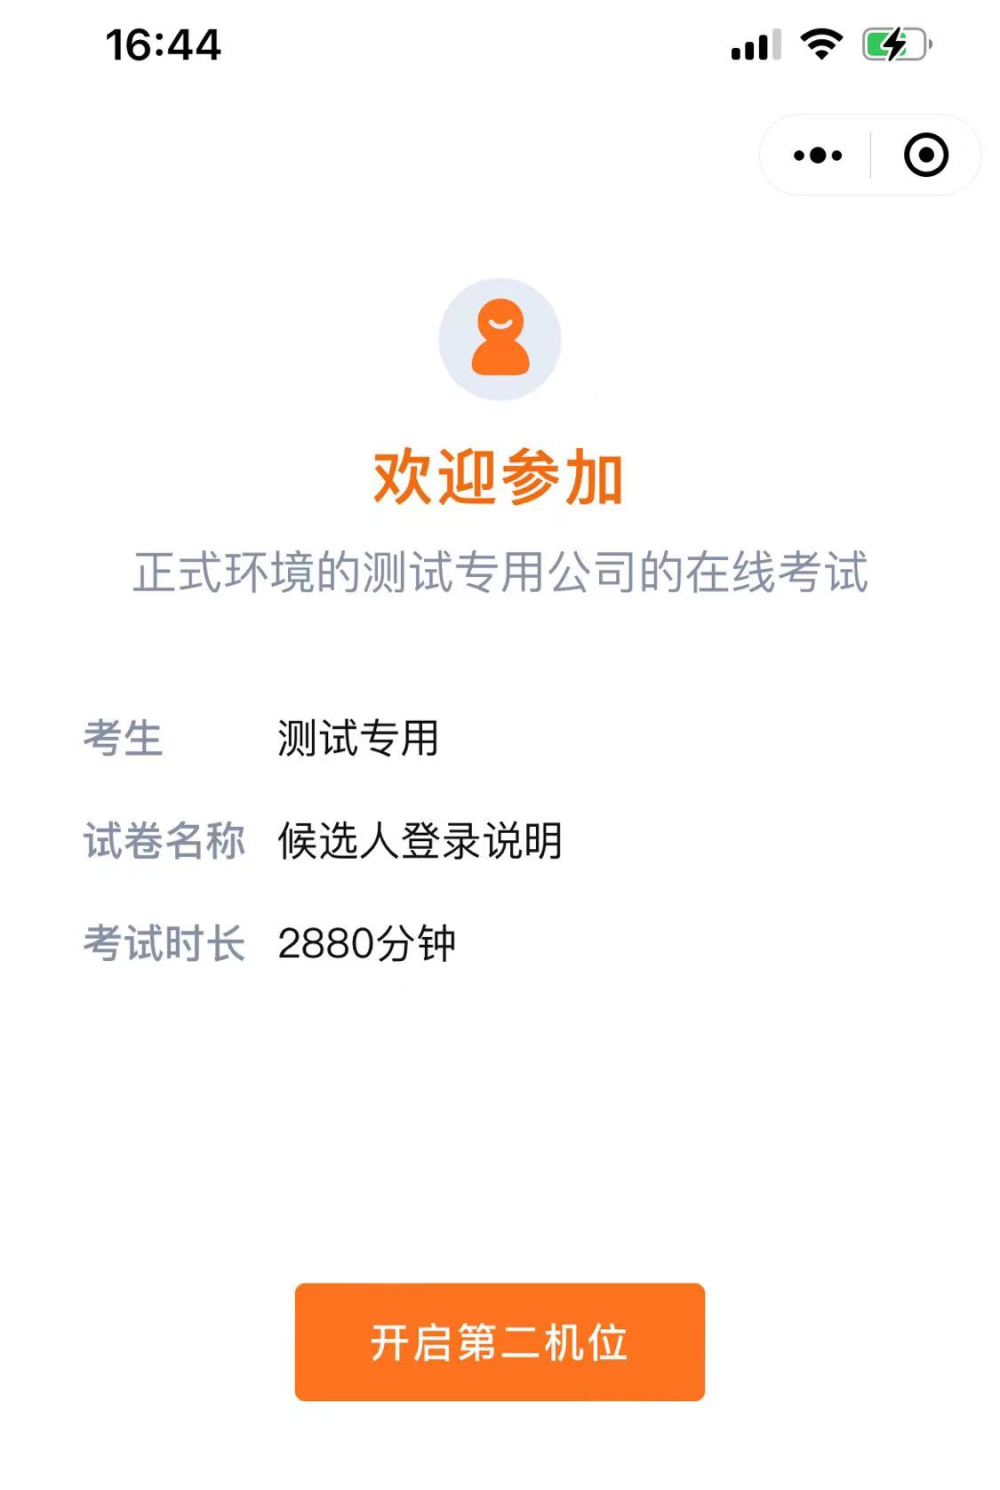 16:44
欢迎参加
正式环境的测试专用公司的在线考试
考生 测试专用
试卷名称 候选人登录说明
考试时长 2880分钟
开启第二机位